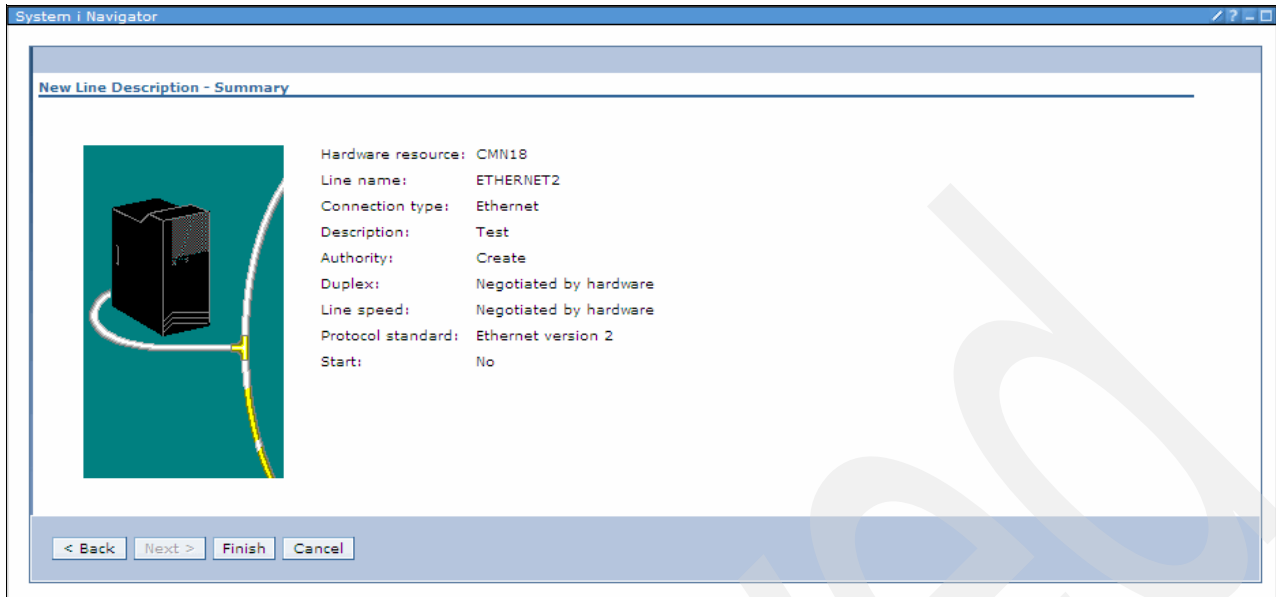 System i Navigator
New Line Description - Summary
Hardware resource: CMN18
Line name: ETHERNET2
Connection type: Ethernet
Description: Test
Authority: Create
Duplex: Negotiated by hardware
Line speed: Negotiated by hardware
Protocol standard: Ethernet version 2
Start: No
< Back Next > Finish Cancel